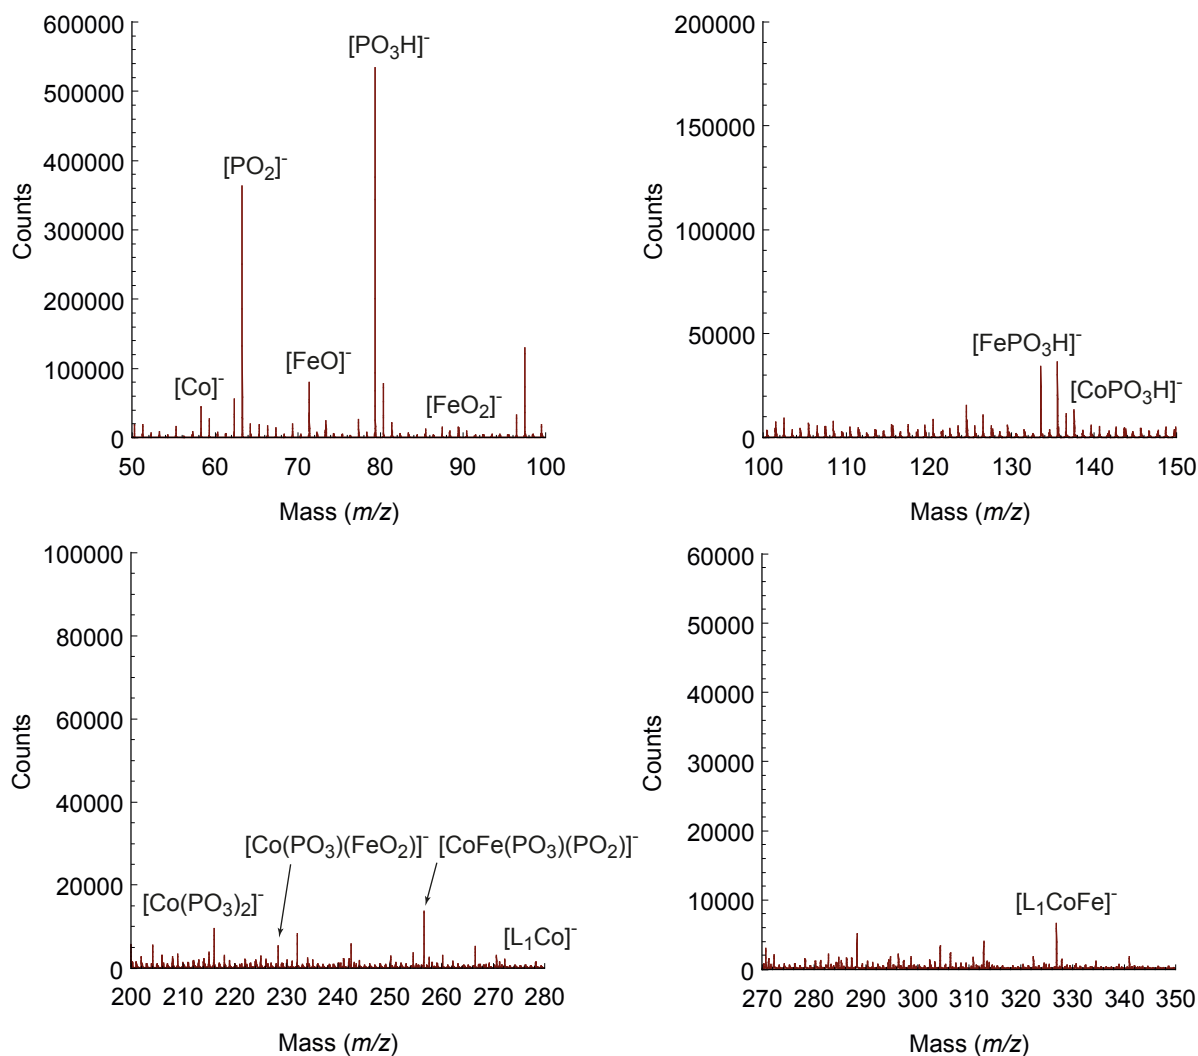 600000
500000
400000
300000
200000
100000
0
Counts
[PO3H]-
[PO2]-
[FeO]-
[Co]-
[FeO2]-
50 60 70 80 90 100
Mass (m/z)
200000
150000
100000
50000
0
Counts
[FePO3H]-
[CoPO3H]-
100 110 120 130 140 150
Mass (m/z)
100000
80000
60000
40000
20000
0
Counts
[Co(PO3)(FeO2)]- [CoFe(PO3)(PO2)]-
[Co(PO3)2]-
[L1Co]-
200 210 220 230 240 250 260 270 280
Mass (m/z)
60000
50000
40000
30000
20000
10000
0
Counts
[L1CoFe]-
270 280 290 300 310 320 330 340 350
Mass (m/z)